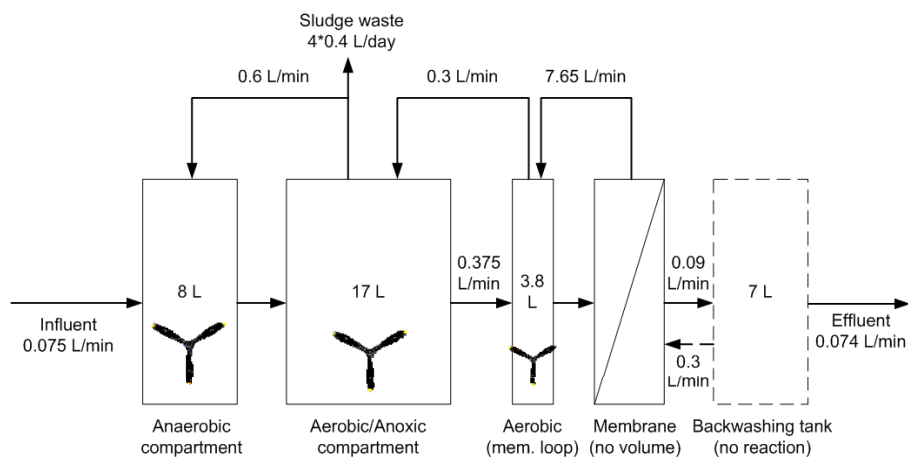 Sludge waste
4*0.4 L/day
0.6 L/min
0.3 L/min
7.65 L/min
8 L
17 L
0.375
L/min
3.8
L
0.09
L/min
7 L
Influent
0.075 L/min
0.3
L/min
Effluent
0.074 L/min
Anaerobic
compartment
Aerobic/Anoxic
compartment
Aerobic
(mem. loop)
Membrane
(no volume)
Backwashing tank
(no reaction)